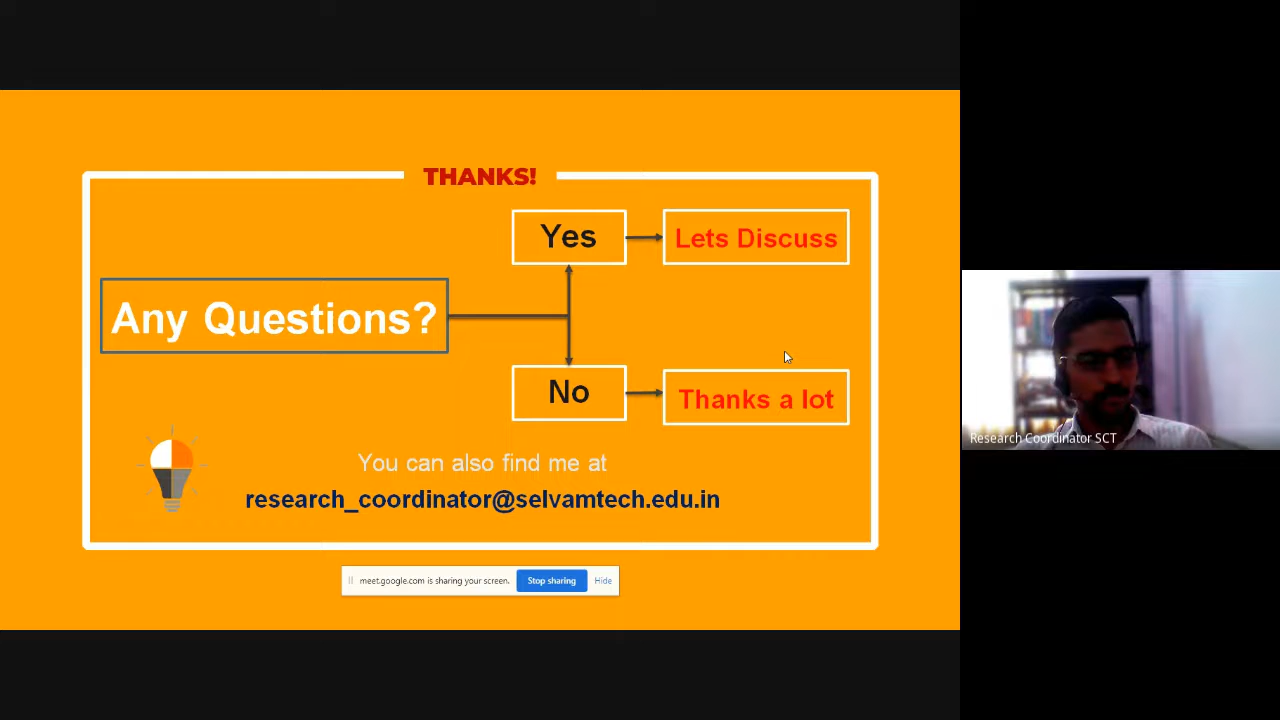 THANKS!
Yes
Lets Discuss
Any Questions?
No
Thanks a lot
You can also find me at
research_coordinator@selvamtech.edu.in
meet.google.com is sharing your screen.
Stop sharing
Hide
Research Coordinator SCT